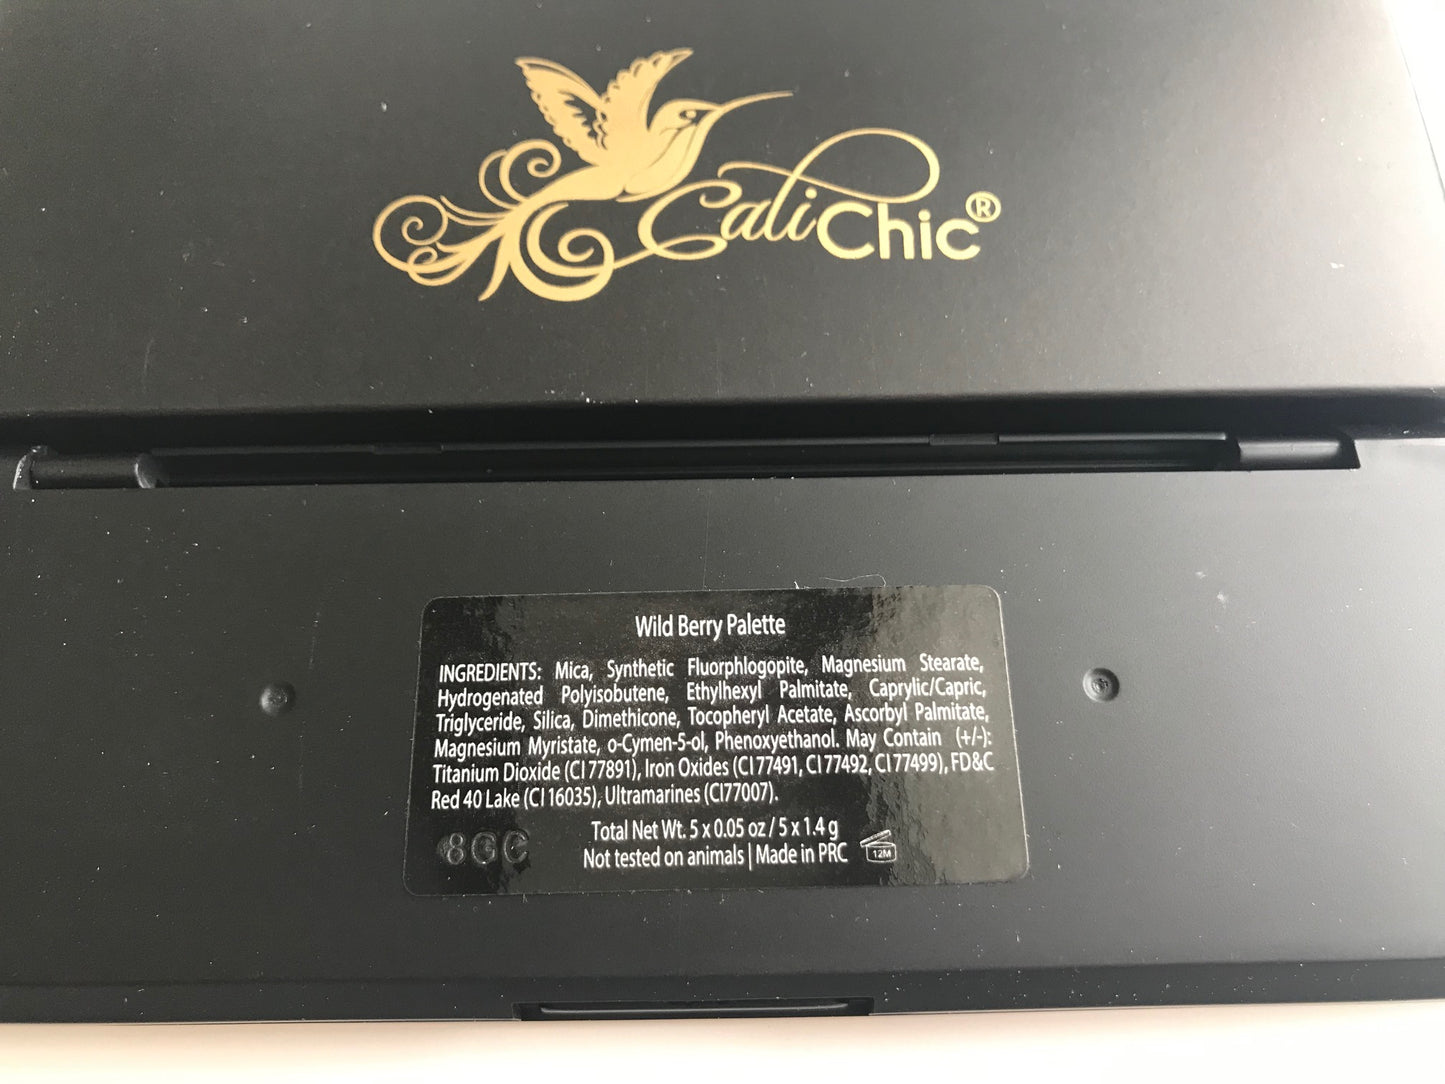 CaliChic®
Wild Berry Palette
INGREDIENTS: Mica, Synthetic Fluorphlogopite, Magnesium Stearate,
Hydrogenated Polyisobutene, Ethylhexyl Palmitate, Caprylic/Capric,
Triglyceride, Silica, Dimethicone, Tocopheryl Acetate, Ascorbyl Palmitate,
Magnesium Myristate, o-Cymen-5-ol, Phenoxyethanol. May Contain (+/-):
Titanium Dioxide (CI 77891), Iron Oxides (CI 77491, CI 77492, CI 77499), FD&C
Red 40 Lake (CI 16035), Ultramarines (CI77007).
Total Net Wt. 5 x 0.05 oz / 5 x 1.4 g
8GC Not tested on animals | Made in PRC 12M